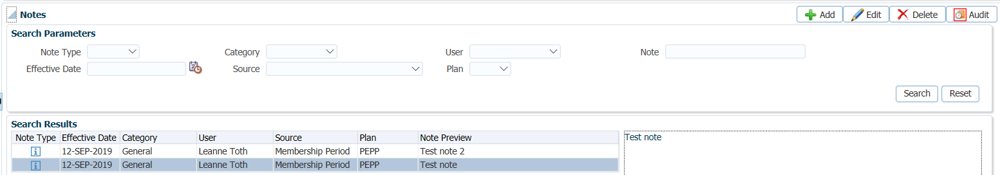 Notes
Add Edit Delete Audit
Search Parameters
Note Type Category User Note
Effective Date Source Plan
Search Reset
Search Results
Note Type Effective Date Category User Source Plan Note Preview
12-SEP-2019 General Leanne Toth Membership Period PEPP Test note 2
12-SEP-2019 General Leanne Toth Membership Period PEPP Test note
Test note